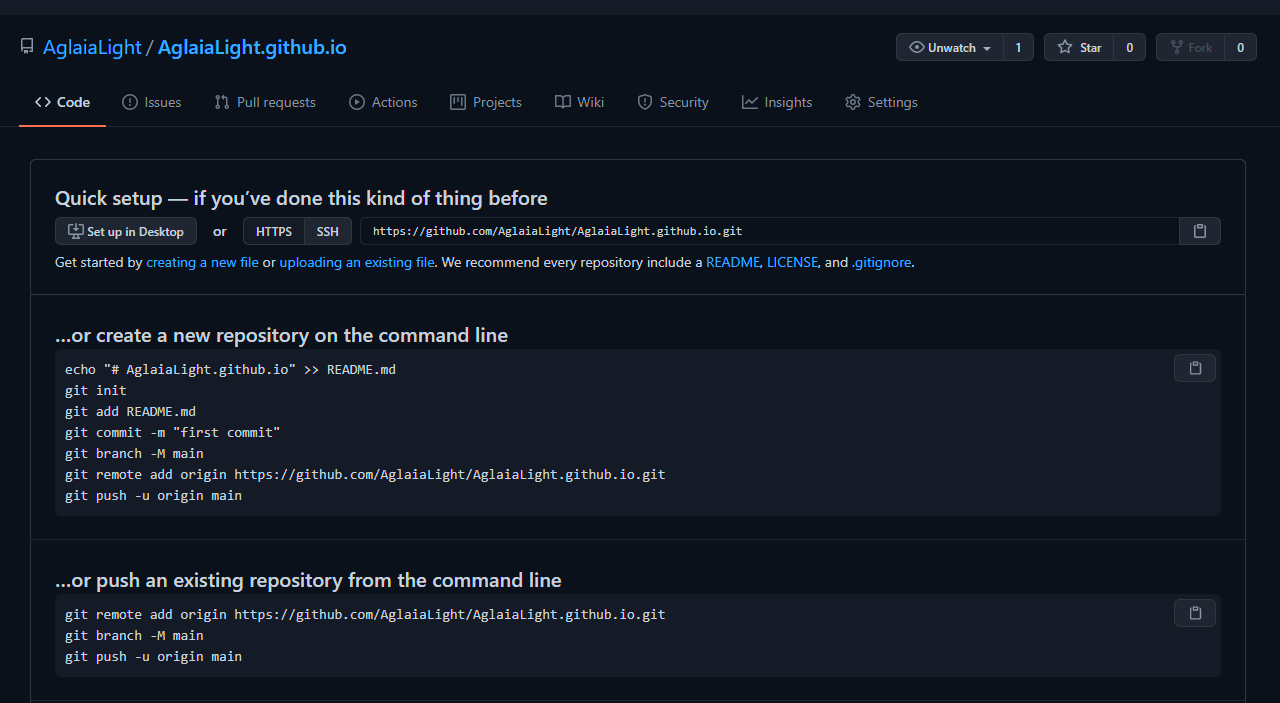 AglaiaLight / AglaiaLight.github.io
Unwatch 1 Star 0 Fork 0
Code Issues Pull requests Actions Projects Wiki Security Insights Settings
Quick setup — if you’ve done this kind of thing before
Set up in Desktop or HTTPS SSH https://github.com/AglaiaLight/AglaiaLight.github.io.git
Get started by creating a new file or uploading an existing file. We recommend every repository include a README, LICENSE, and .gitignore.
…or create a new repository on the command line
echo "# AglaiaLight.github.io" >> README.md
git init
git add README.md
git commit -m "first commit"
git branch -M main
git remote add origin https://github.com/AglaiaLight/AglaiaLight.github.io.git
git push -u origin main
…or push an existing repository from the command line
git remote add origin https://github.com/AglaiaLight/AglaiaLight.github.io.git
git branch -M main
git push -u origin main